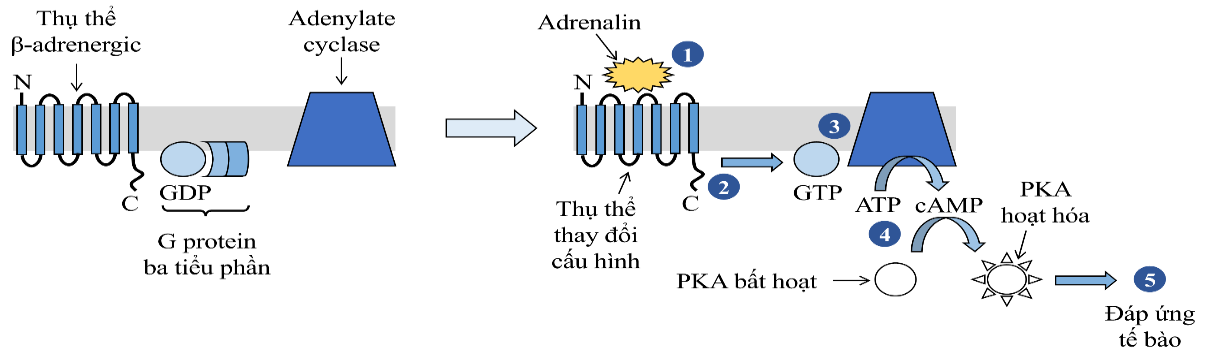 Thụ thể
β-adrenergic
Adenylate
cyclase
N
GDP
C
G protein
ba tiểu phần
Adrenalin
1
N
3
2
C
GTP
Thụ thể
thay đổi
cấu hình
ATP
cAMP
4
PKA
hoạt hóa
PKA bất hoạt
5
Đáp ứng
tế bào